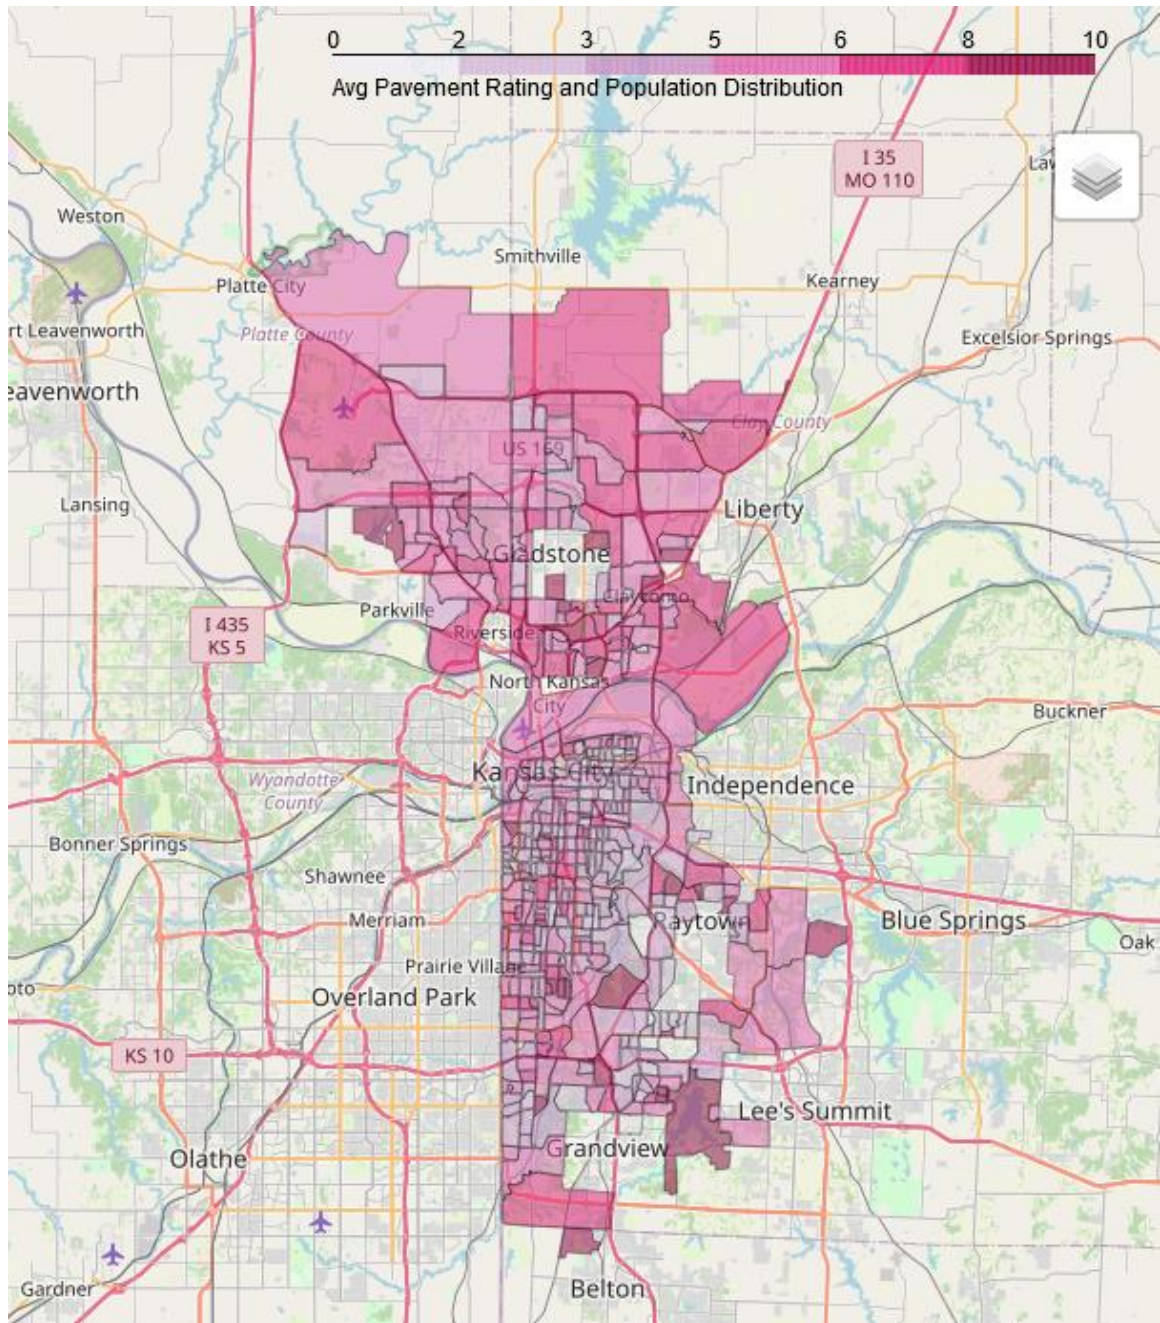 0 2 3 5 6 8 10
Avg Pavement Rating and Population Distribution
I 35
MO 110
Weston
Smithville
Platte City
Kearney
Platte County
rt Leavenworth
Excelsior Springs
eavenworth
Clay County
US 169
Lansing
Liberty
Gladstone
Claycomo
Parkville
I 435
KS 5
Riverside
North Kansas
City
Buckner
Kansas City
Wyandotte
County
Independence
Bonner Springs
Shawnee
Merriam
Raytown
Blue Springs
Oak
Prairie Village
oto
Overland Park
KS 10
Lee's Summit
Grandview
Olathe
Gardner
Belton